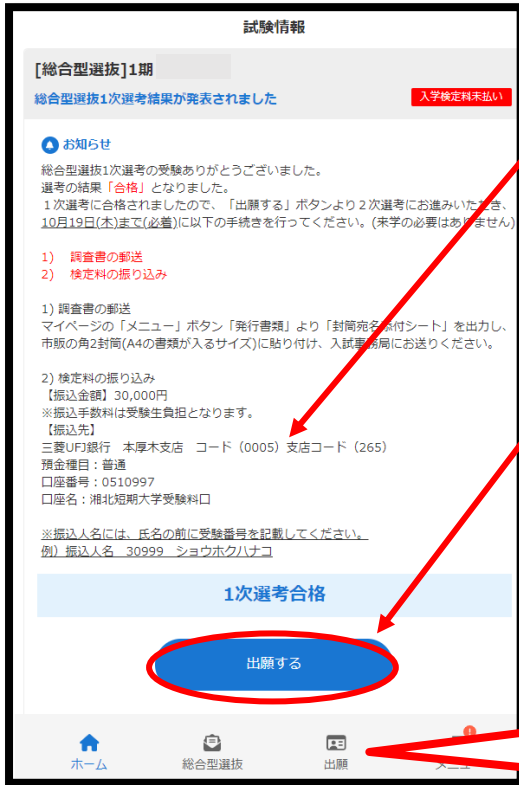 試験情報
[総合型選抜]1期
総合型選抜1次選考結果が発表されました
入学検定料未払い
お知らせ
総合型選抜1次選考の受験ありがとうございました。
選考の結果「合格」となりました。
１次選考に合格されましたので、「出願する」ボタンより２次選考にお進みいただき、
10月19日(木)まで(必着)に以下の手続きを行ってください。(来学の必要はありません)
1) 調査書の郵送
2) 検定料の振り込み
1) 調査書の郵送
マイページの「メニュー」ボタン「発行書類」より「封筒宛名添付シート」を出力し、
市販の角2封筒(A4の書類が入るサイズ)に貼り付け、入試事務局にお送りください。
2) 検定料の振り込み
【振込金額】30,000円
※振込手数料は受験生負担となります。
【振込先】
三菱UFJ銀行 本厚木支店 コード（0005）支店コード（265）
預金種目：普通
口座番号：0510997
口座名：湘北短期大学受験料口
※振込人名には、氏名の前に受験番号を記載してください。
例）振込人名 30999 ショウホクハナコ
1次選考合格
出願する
ホーム
総合型選抜
出願